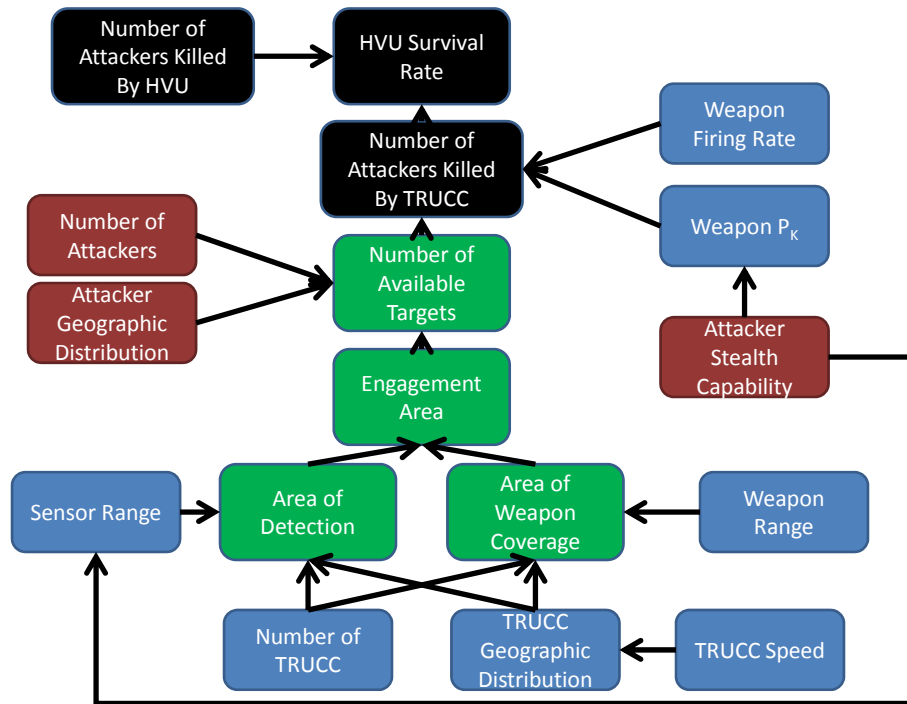 Number of
Attackers Killed
By HVU
HVU Survival
Rate
Number of
Attackers Killed
By TRUCC
Weapon
Firing Rate
Weapon PK
Number of
Attackers
Attacker
Geographic
Distribution
Number of
Available
Targets
Attacker
Stealth
Capability
Engagement
Area
Sensor Range
Area of
Detection
Area of
Weapon
Coverage
Weapon
Range
Number of
TRUCC
TRUCC
Geographic
Distribution
TRUCC Speed